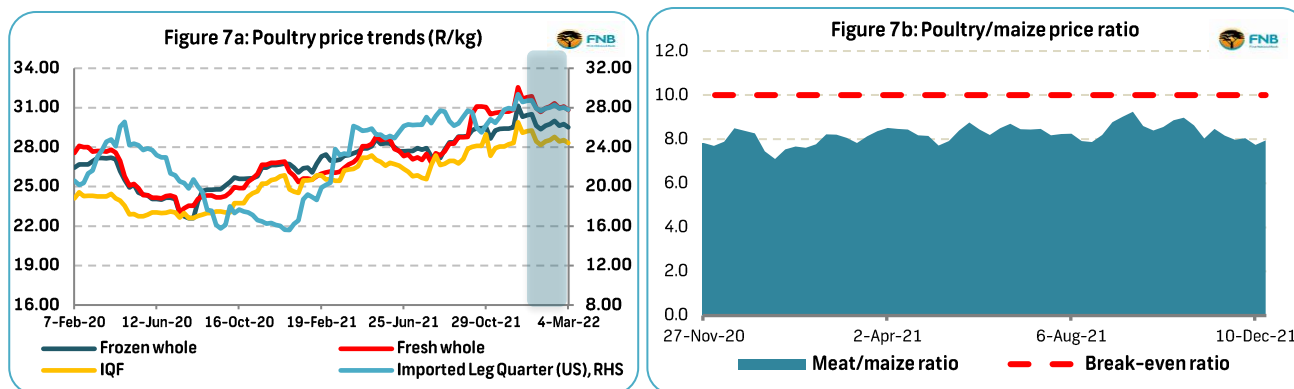 Figure 7a: Poultry price trends (R/kg)
FNB
34.00
31.00
28.00
25.00
22.00
19.00
16.00
32.00
28.00
24.00
20.00
16.00
12.00
8.00
7-Feb-20
12-Jun-20
16-Oct-20
19-Feb-21
25-Jun-21
29-Oct-21
4-Mar-22
Frozen whole
Fresh whole
IQF
Imported Leg Quarter (US), RHS
Figure 7b: Poultry/maize price ratio
FNB
12.0
10.0
8.0
6.0
4.0
2.0
0.0
27-Nov-20
2-Apr-21
6-Aug-21
10-Dec-21
Meat/maize ratio
Break-even ratio